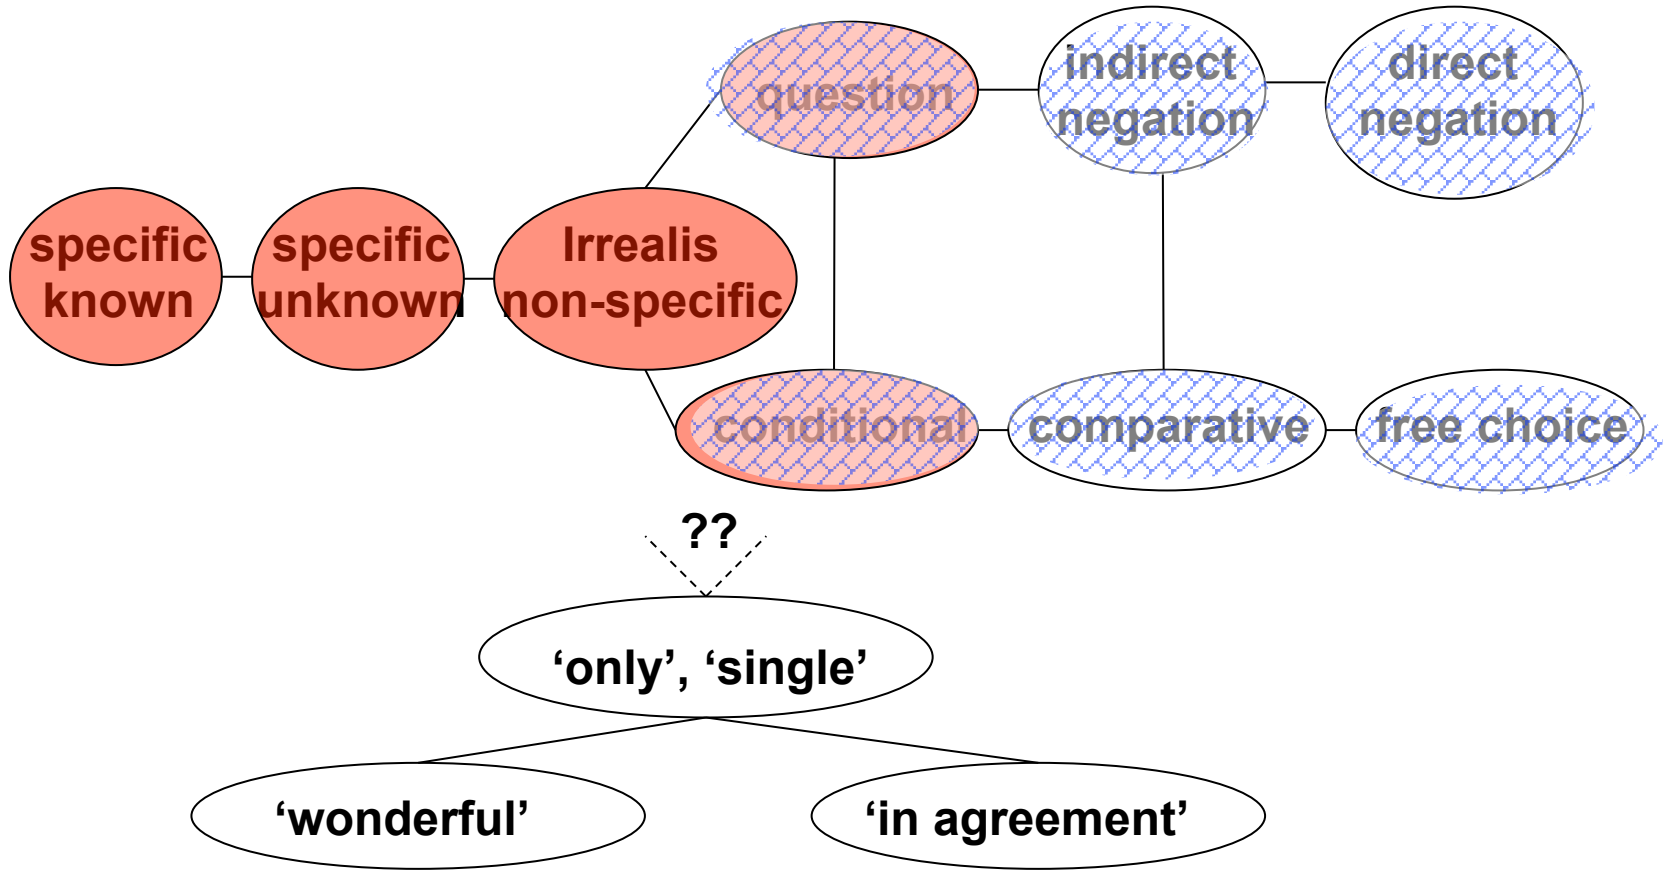 question
indirect
negation
direct
negation
specific
known
specific
unknown
Irrealis
non-specific
conditional
comparative
free choice
??
‘only’, ‘single’
‘wonderful’
‘in agreement’